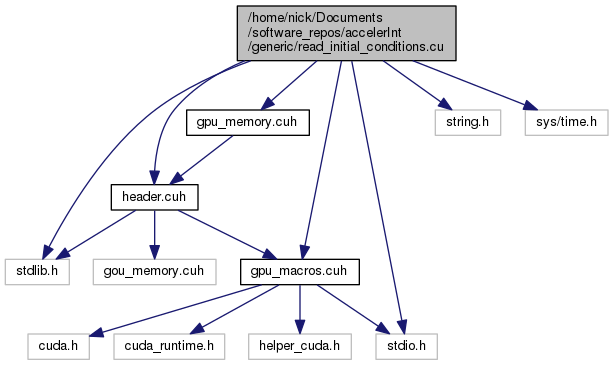 /home/nick/Documents
/software_repos/accelerInt
/generic/read_initial_conditions.cu
gpu_memory.cuh
string.h
sys/time.h
header.cuh
stdlib.h
gou_memory.cuh
gpu_macros.cuh
cuda.h
cuda_runtime.h
helper_cuda.h
stdio.h